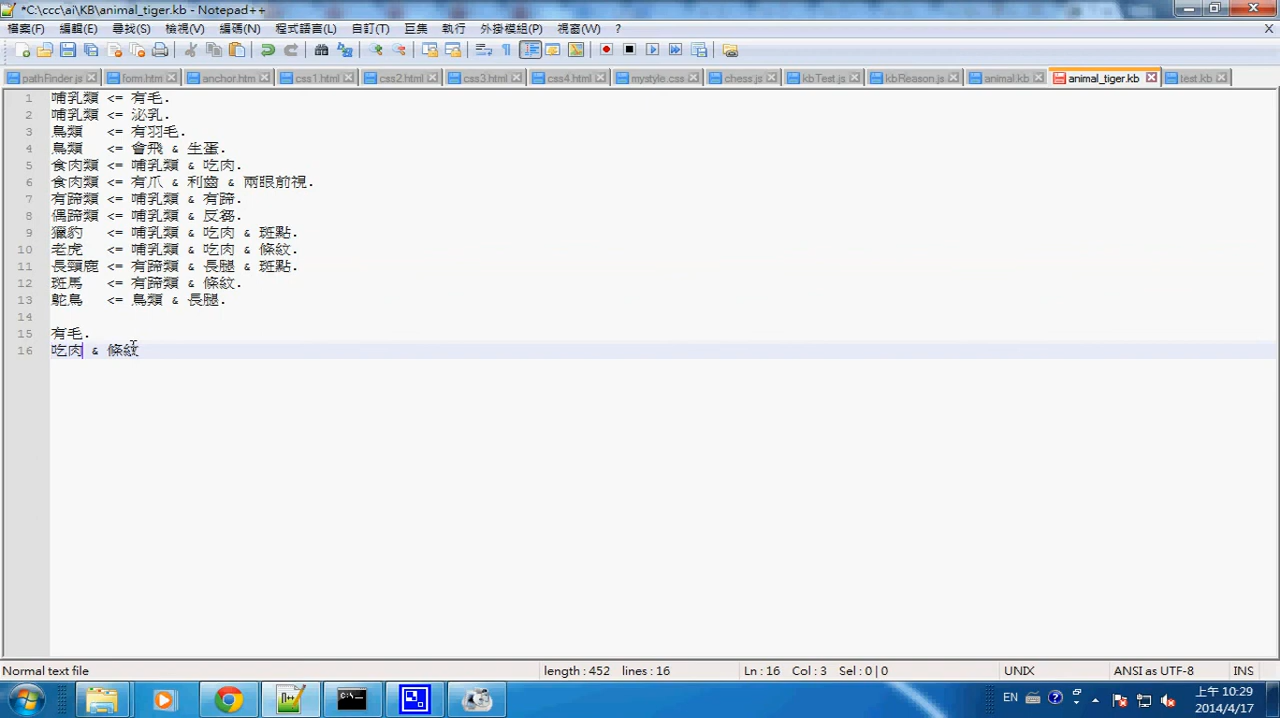 *C:\ccc\ai\KB\animal_tiger.kb - Notepad++
檔案(F) 編輯(E) 尋找(S) 檢視(V) 編碼(N) 程式語言(L) 自訂(T) 巨集 執行 外掛模組(P) 視窗(W) ? X
pathFinder.js form.htm anchor.htm css1.html css2.html css3.html css4.html mystyle.css chess.js kbTest.js kbReason.js animal.kb animal_tiger.kb test.kb
1 哺乳類 <= 有毛.
2 哺乳類 <= 泌乳.
3 鳥類 <= 有羽毛.
4 鳥類 <= 會飛 & 生蛋.
5 食肉類 <= 哺乳類 & 吃肉.
6 食肉類 <= 有爪 & 利齒 & 兩眼前視.
7 有蹄類 <= 哺乳類 & 有蹄.
8 偶蹄類 <= 哺乳類 & 反芻.
9 獵豹 <= 哺乳類 & 吃肉 & 斑點.
10 老虎 <= 哺乳類 & 吃肉 & 條紋.
11 長頸鹿 <= 有蹄類 & 長腿 & 斑點.
12 斑馬 <= 有蹄類 & 條紋.
13 鴕鳥 <= 鳥類 & 長腿.
14
15 有毛.
16 吃肉 & 條紋
Normal text file length : 452 lines : 16 Ln : 16 Col : 3 Sel : 0 | 0 UNIX ANSI as UTF-8 INS
EN 上午 10:29
2014/4/17